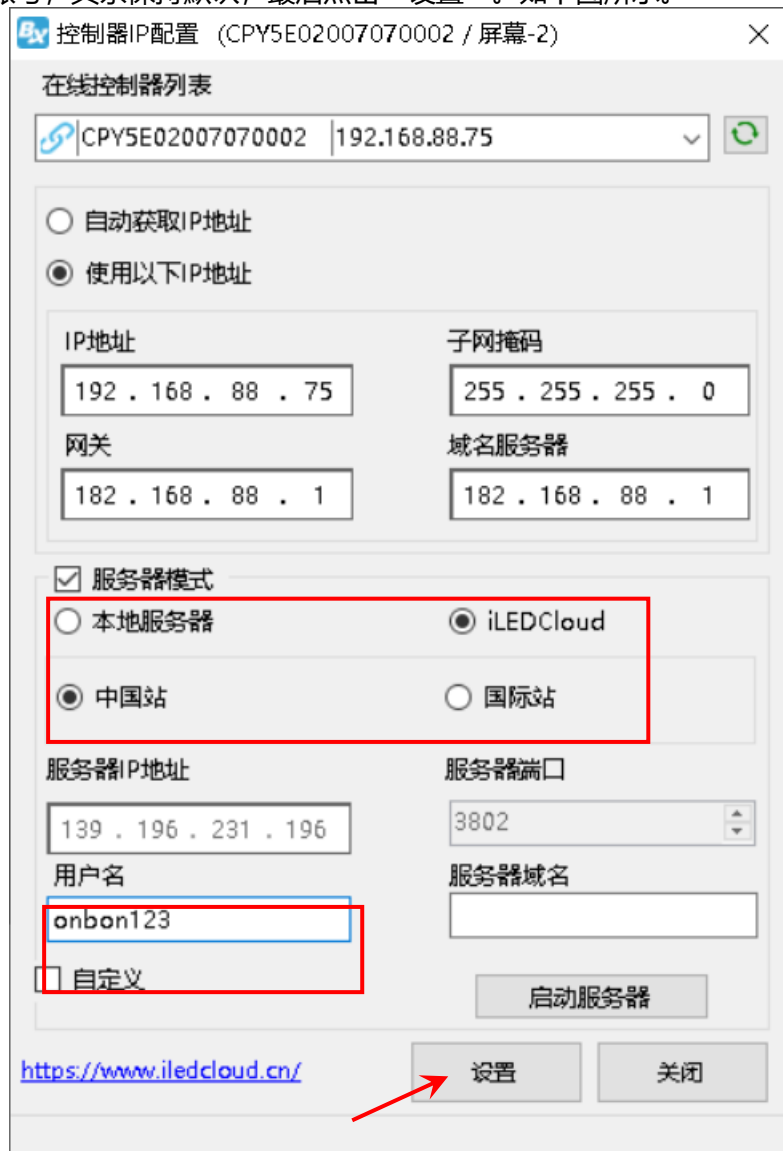 控制器IP配置 (CPY5E02007070002 / 屏幕-2)
在线控制器列表
CPY5E02007070002 192.168.88.75
自动获取IP地址
使用以下IP地址
IP地址 子网掩码
192 . 168 . 88 . 75 255 . 255 . 255 . 0
网关 域名服务器
182 . 168 . 88 . 1 182 . 168 . 88 . 1
服务器模式
本地服务器 iLEDCloud
中国站 国际站
服务器IP地址 服务器端口
139 . 196 . 231 . 196 3802
用户名 服务器域名
onbon123
自定义
启动服务器
https://www.iledcloud.cn/ 设置 关闭